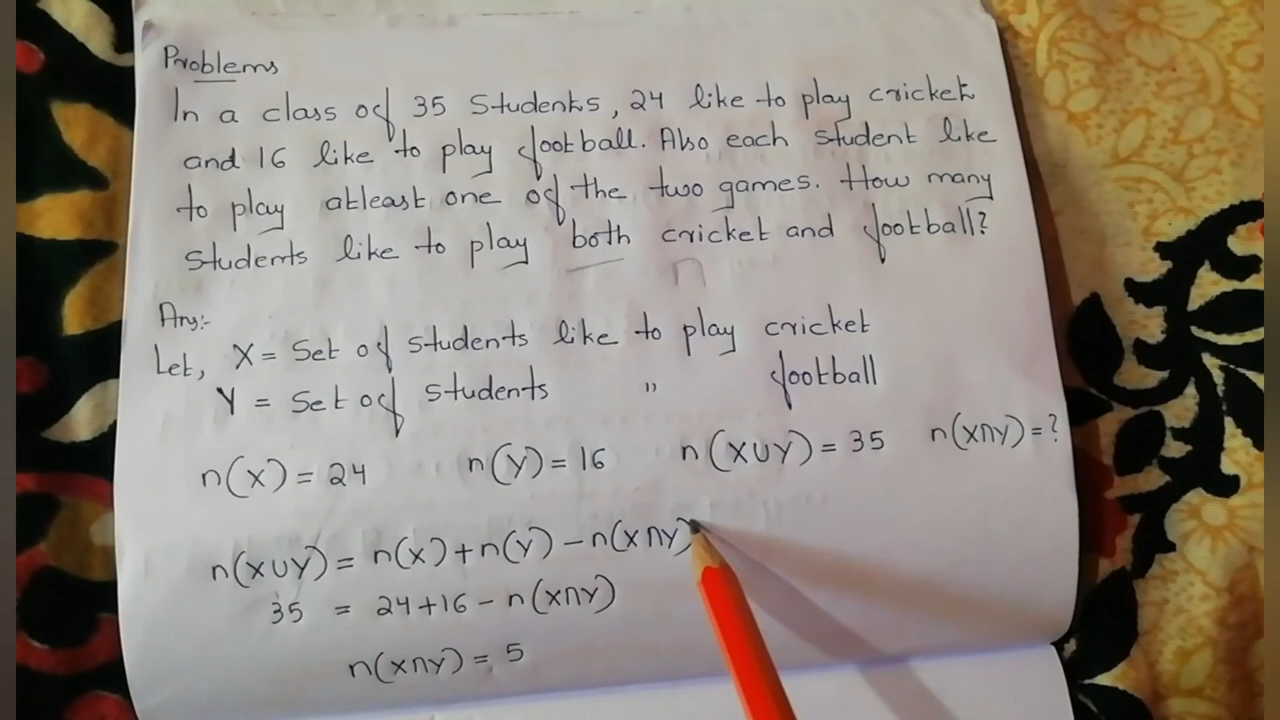 Problems
In a class of 35 Students, 24 like to play cricket
and 16 like to play football. Also each student like
to play atleast one of the two games. How many
students like to play both cricket and football?
n
Ans:-
Let, X = Set of students like to play cricket
Y = Set of students " football
n(X) = 24 n(Y) = 16 n(X∪Y) = 35 n(X∩Y) = ?
n(X∪Y) = n(X) + n(Y) - n(X∩Y)
35 = 24+16 - n(X∩Y)
n(X∩Y) = 5